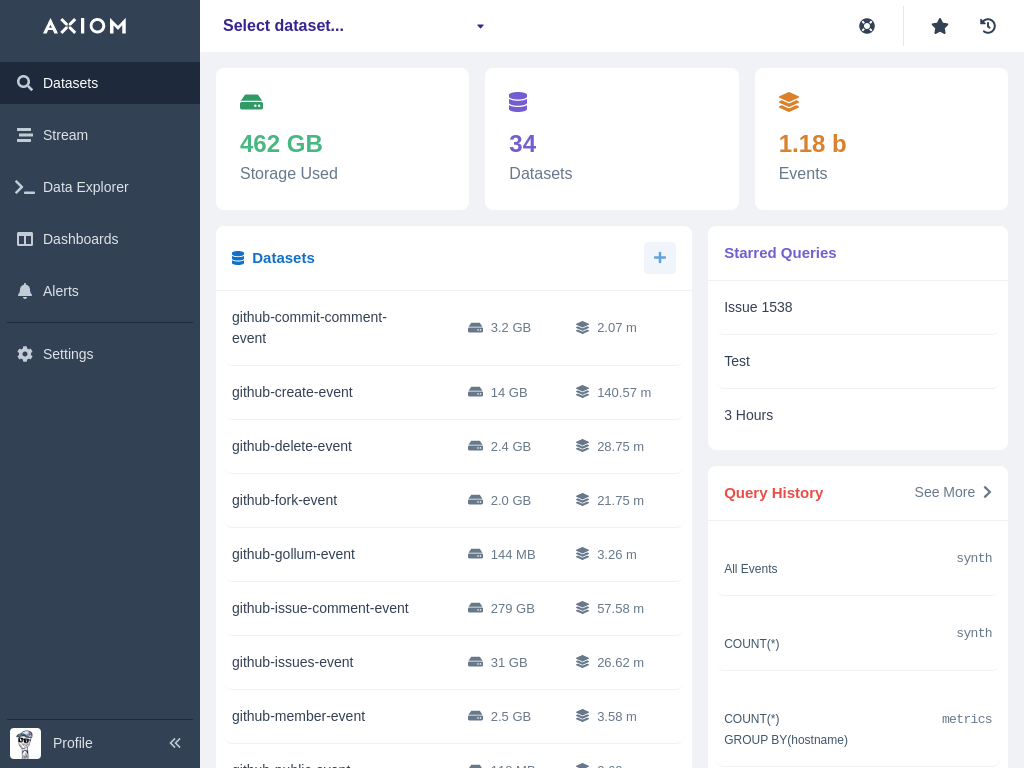 AXIOM
Datasets
Stream
Data Explorer
Dashboards
Alerts
Settings
Profile
Select dataset...
462 GB
Storage Used
34
Datasets
1.18 b
Events
Datasets
github-commit-comment-
event
3.2 GB
2.07 m
github-create-event
14 GB
140.57 m
github-delete-event
2.4 GB
28.75 m
github-fork-event
2.0 GB
21.75 m
github-gollum-event
144 MB
3.26 m
github-issue-comment-event
279 GB
57.58 m
github-issues-event
31 GB
26.62 m
github-member-event
2.5 GB
3.58 m
github-public-event
Starred Queries
Issue 1538
Test
3 Hours
Query History
See More
synth
All Events
synth
COUNT(*)
metrics
COUNT(*)
GROUP BY(hostname)